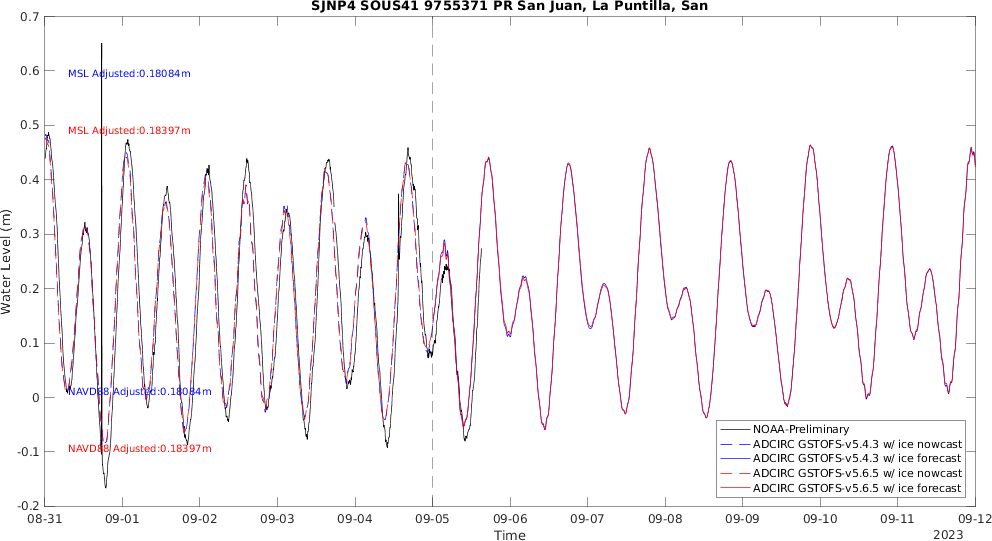 SJNP4 SOUS41 9755371 PR San Juan, La Puntilla, San
0.7
0.6
0.5
0.4
0.3
0.2
0.1
0
-0.1
-0.2
Water Level (m)
MSL Adjusted:0.18084m
MSL Adjusted:0.18397m
NAVD88 Adjusted:0.18084m
NAVD88 Adjusted:0.18397m
NOAA-Preliminary
ADCIRC GSTOFS-v5.4.3 w/ ice nowcast
ADCIRC GSTOFS-v5.4.3 w/ ice forecast
ADCIRC GSTOFS-v5.6.5 w/ ice nowcast
ADCIRC GSTOFS-v5.6.5 w/ ice forecast
08-31 09-01 09-02 09-03 09-04 09-05 09-06 09-07 09-08 09-09 09-10 09-11 09-12
Time
2023